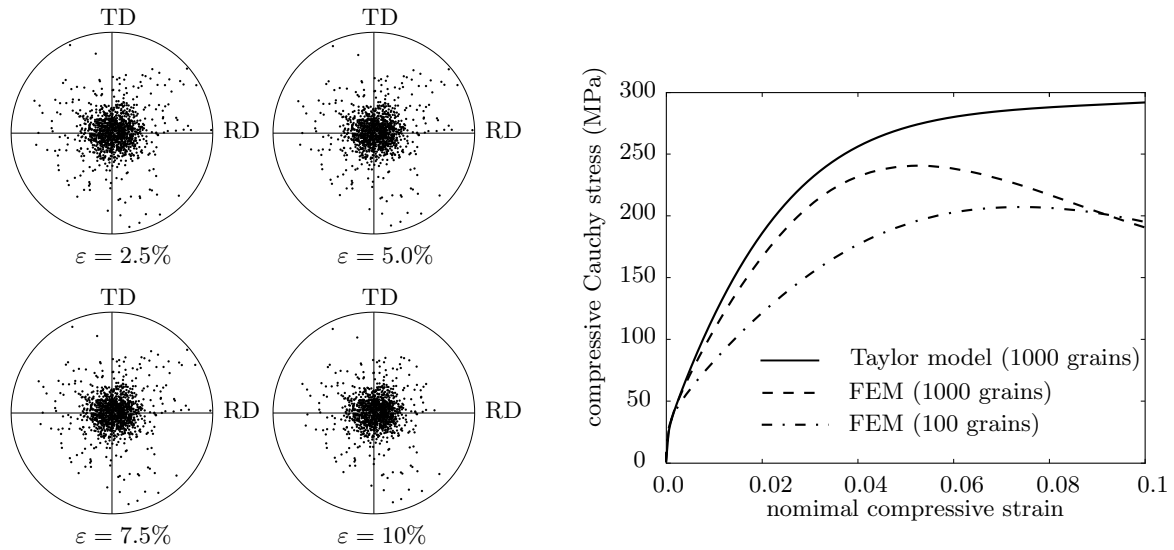 TD
TD
RD
RD
ε = 2.5%
ε = 5.0%
TD
TD
RD
RD
ε = 7.5%
ε = 10%
compressive Cauchy stress (MPa)
300
250
200
150
100
50
0
Taylor model (1000 grains)
FEM (1000 grains)
FEM (100 grains)
0.0
0.02
0.04
0.06
0.08
0.1
nomimal compressive strain